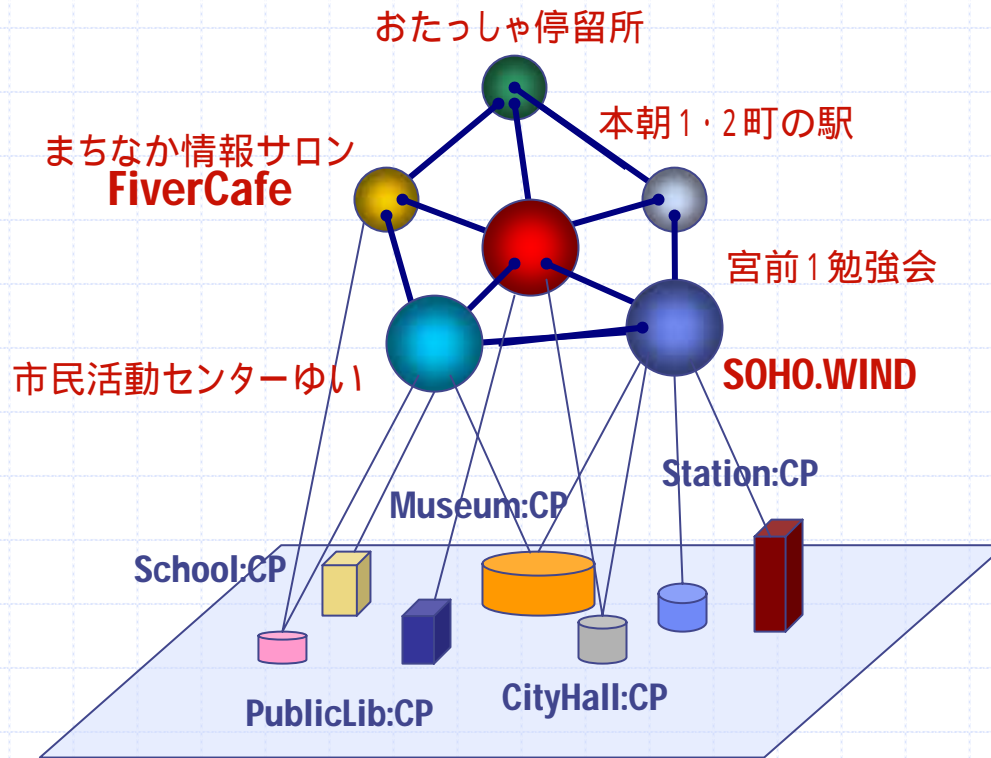 おたっしゃ停留所
本朝1・2町の駅
まちなか情報サロン
FiverCafe
宮前1勉強会
市民活動センターゆい
SOHO.WIND
Station:CP
Museum:CP
School:CP
CityHall:CP
PublicLib:CP